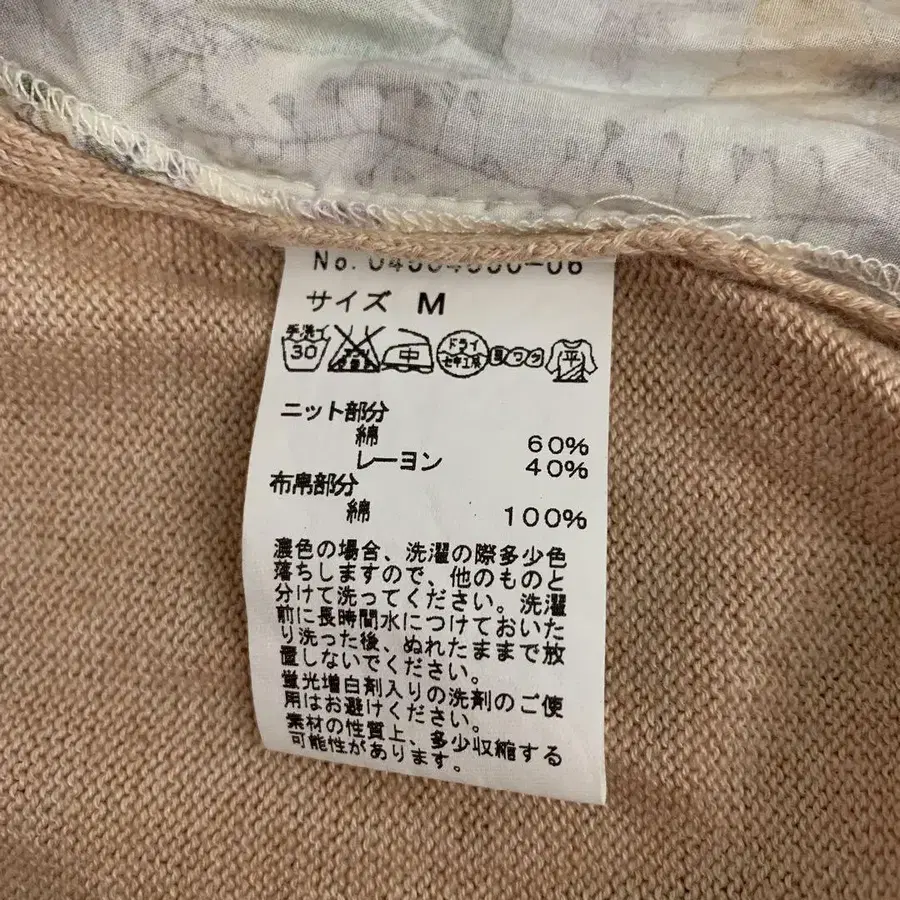 サイズ M
手洗イ
30
中
ドライ
セキユ系
ヨワク
平
ニット部分
綿 60%
レーヨン 40%
布帛部分
綿 100%
濃色の場合、洗濯の際多少色
落ちしますので、他のものと
分けて洗ってください。洗濯
前に長時間水につけておいた
り洗った後、ぬれたままで放
置しないでください。
蛍光増白剤入りの洗剤のご使
用はお避けください。
素材の性質上、多少収縮する
可能性があります。